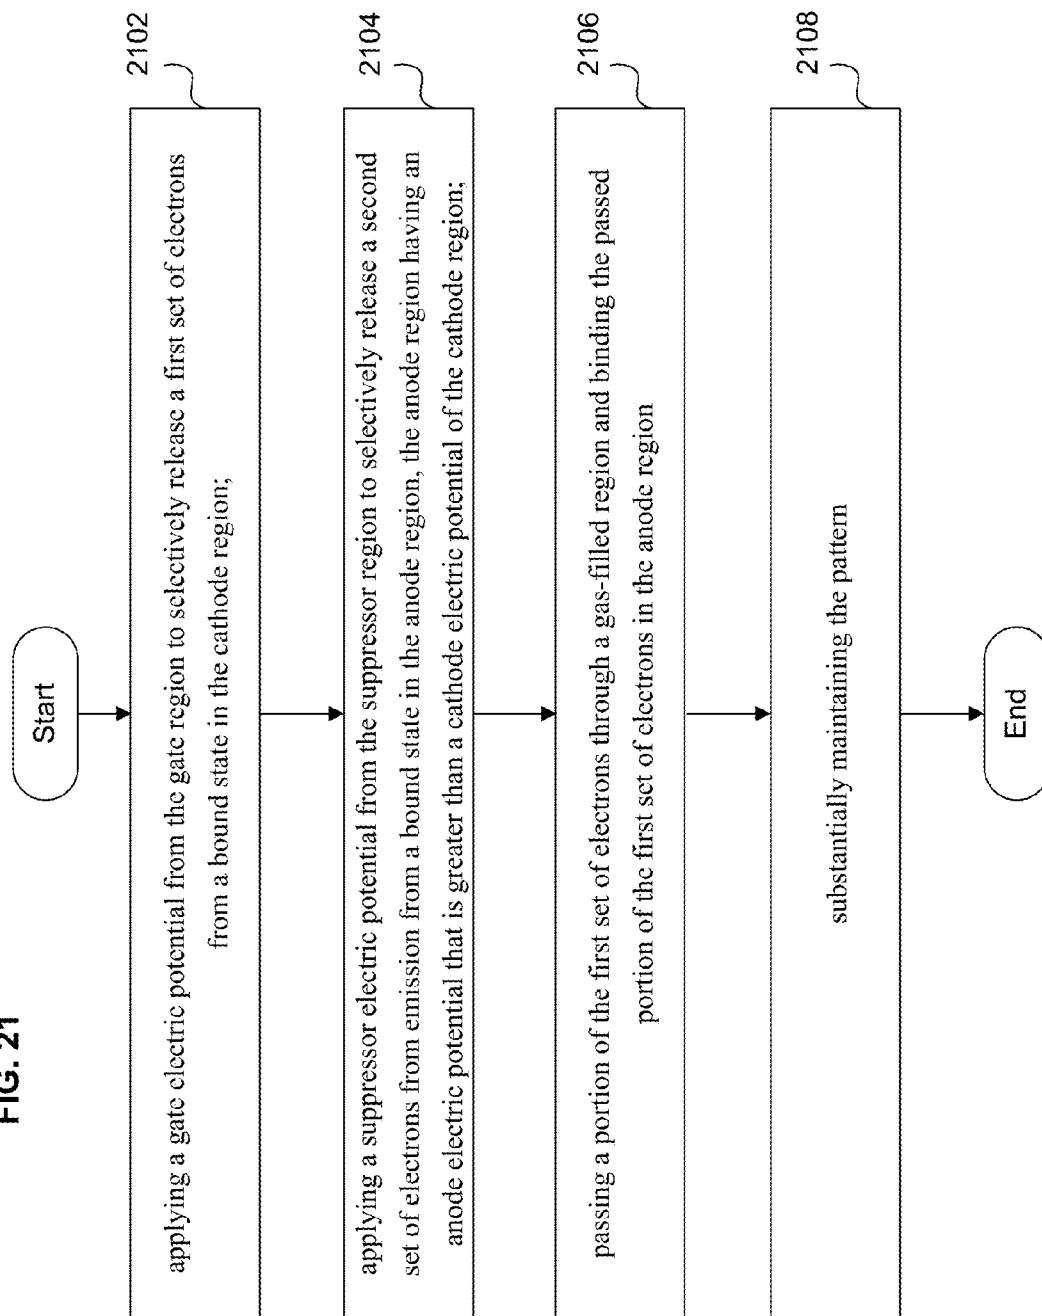 FIG. 21
Start
2102
applying a gate electric potential from the gate region to selectively release a first set of electrons
from a bound state in the cathode region;
2104
applying a suppressor electric potential from the suppressor region to selectively release a second
set of electrons from emission from a bound state in the anode region, the anode region having an
anode electric potential that is greater than a cathode electric potential of the cathode region;
2106
passing a portion of the first set of electrons through a gas-filled region and binding the passed
portion of the first set of electrons in the anode region
2108
substantially maintaining the pattern
End